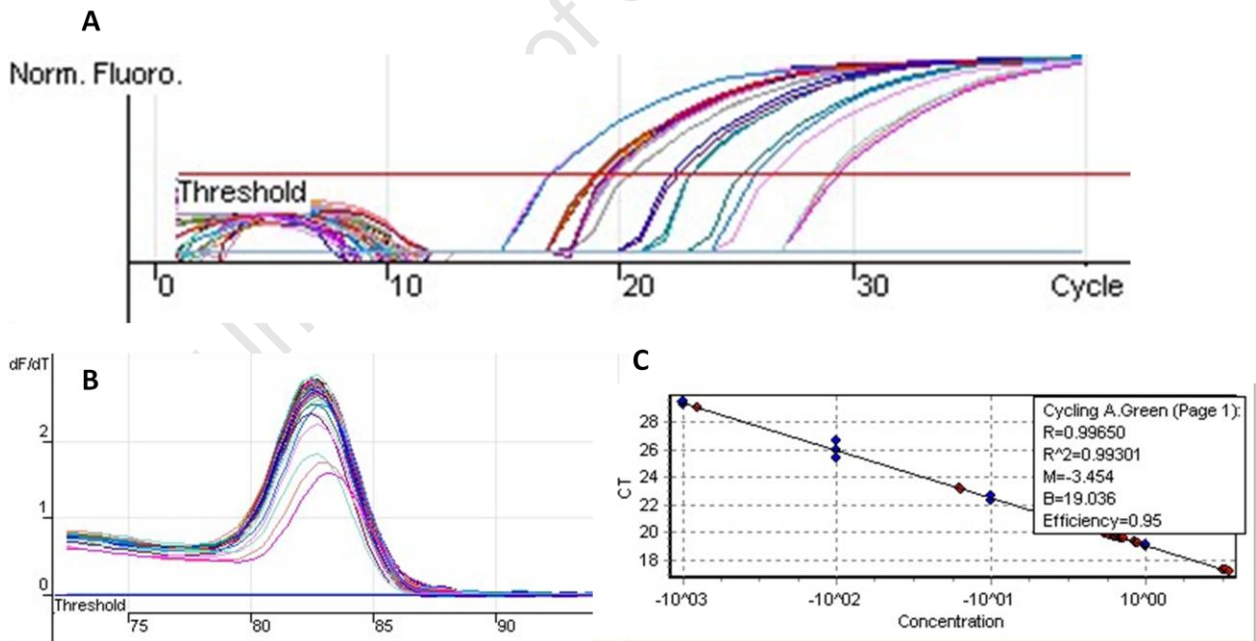 A
Norm. Fluoro.
Threshold
0 10 20 30 Cycle
B
dF/dT
2
1
0
Threshold
75 80 85 90
C
CT
28
26
24
22
20
18
Cycling A.Green (Page 1):
R=0.99650
R^2=0.99301
M=-3.454
B=19.036
Efficiency=0.95
-10^03 -10^02 -10^01 10^00
Concentration
of